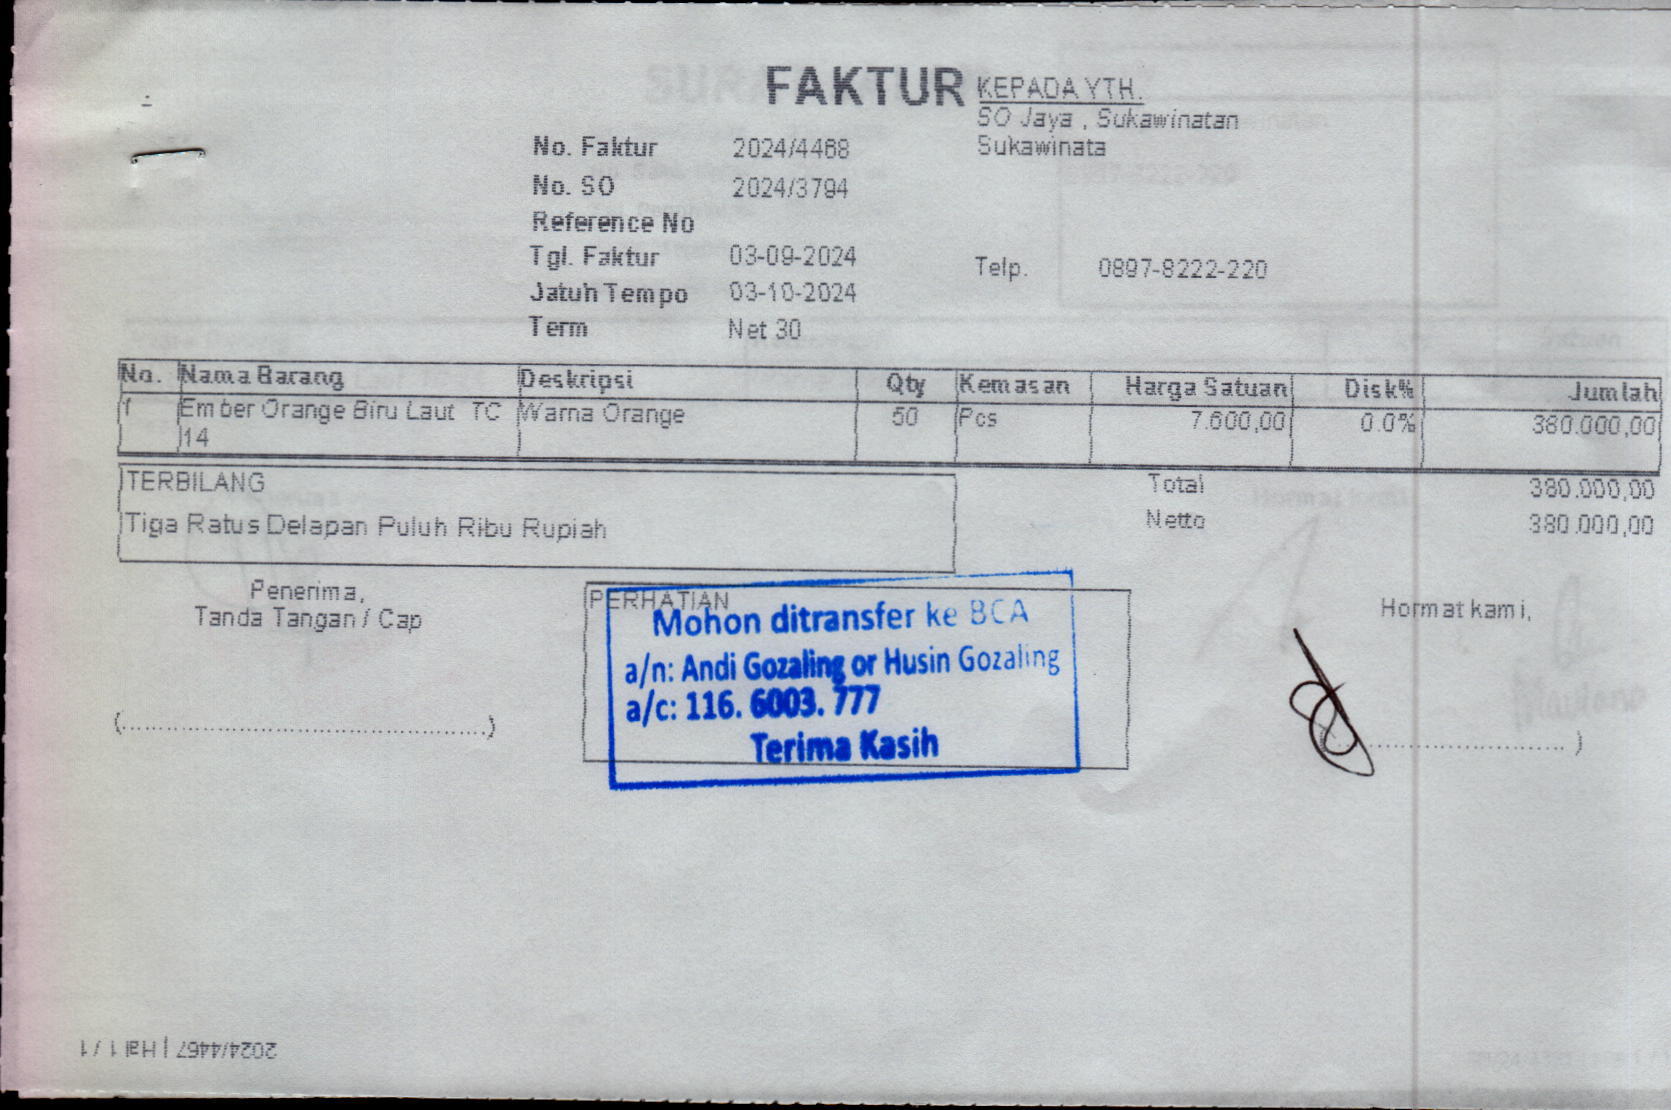 FAKTUR
KEPADA YTH.
SO Jaya , Sukawinatan
Sukawinata
No. Faktur 2024/4468
No. SO 2024/3794
Reference No
Tgl. Faktur 03-09-2024
Jatuh Tempo 03-10-2024
Term Net 30
Telp. 0897-8222-220
No. Nama Barang Deskripsi Qty Kemasan Harga Satuan Disk% Jumlah
1 Ember Orange Biru Laut TC 14 Warna Orange 50 Pcs 7.600,00 0.0% 380.000,00
TERBILANG
Tiga Ratus Delapan Puluh Ribu Rupiah
Total 380.000,00
Netto 380.000,00
Penerima,
Tanda Tangan / Cap
(..............................................)
PERHATIAN
Mohon ditransfer ke BCA
a/n: Andi Gozaling or Husin Gozaling
a/c: 116. 6003. 777
Terima Kasih
Hormat kami,
2024/4467 | Hal 1 / 1